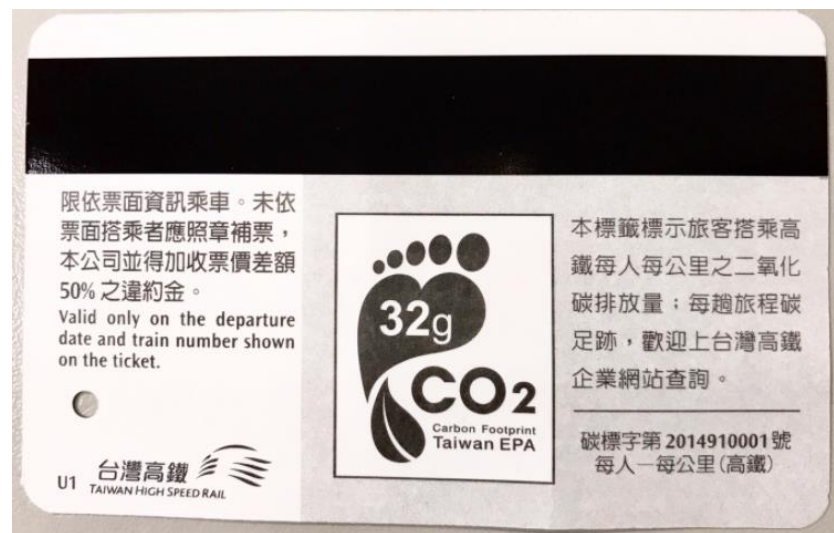 限依票面資訊乘車。未依
票面搭乘者應照章補票，
本公司並得加收票價差額
50% 之違約金。
Valid only on the departure
date and train number shown
on the ticket.
U1
台灣高鐵
TAIWAN HIGH SPEED RAIL
32g
CO2
Carbon Footprint
Taiwan EPA
本標籤標示旅客搭乘高
鐵每人每公里之二氧化
碳排放量；每趟旅程碳
足跡，歡迎上台灣高鐵
企業網站查詢。
碳標字第 2014910001 號
每人—每公里(高鐵)